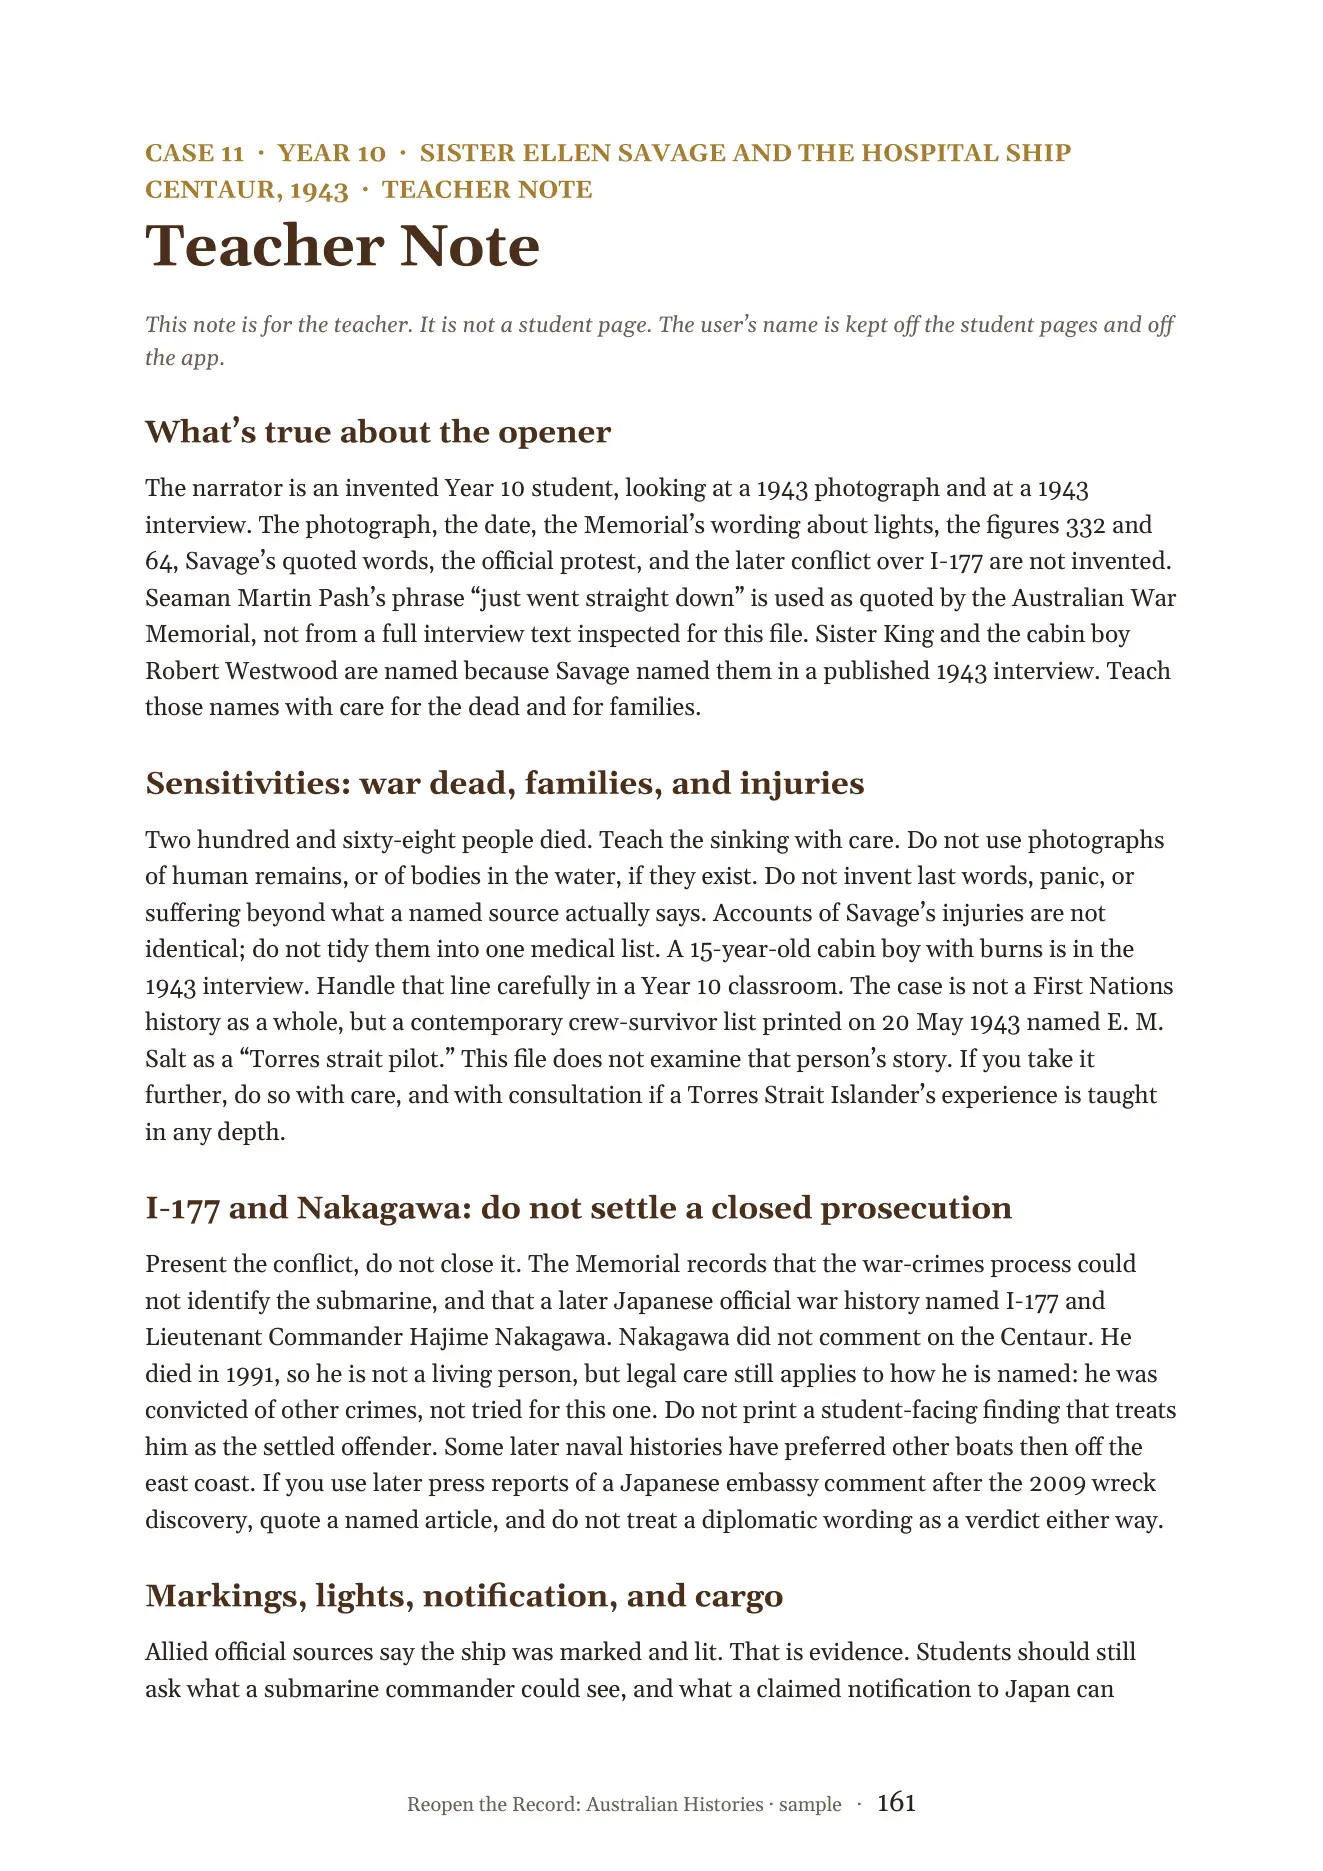 CASE 11 · YEAR 10 · SISTER ELLEN SAVAGE AND THE HOSPITAL SHIP
CENTAUR, 1943 · TEACHER NOTE
Teacher Note
This note is for the teacher. It is not a student page. The user’s name is kept off the student pages and off
the app.
What’s true about the opener
The narrator is an invented Year 10 student, looking at a 1943 photograph and at a 1943
interview. The photograph, the date, the Memorial’s wording about lights, the figures 332 and
64, Savage’s quoted words, the official protest, and the later conflict over I-177 are not invented.
Seaman Martin Pash’s phrase “just went straight down” is used as quoted by the Australian War
Memorial, not from a full interview text inspected for this file. Sister King and the cabin boy
Robert Westwood are named because Savage named them in a published 1943 interview. Teach
those names with care for the dead and for families.
Sensitivities: war dead, families, and injuries
Two hundred and sixty-eight people died. Teach the sinking with care. Do not use photographs
of human remains, or of bodies in the water, if they exist. Do not invent last words, panic, or
suffering beyond what a named source actually says. Accounts of Savage’s injuries are not
identical; do not tidy them into one medical list. A 15-year-old cabin boy with burns is in the
1943 interview. Handle that line carefully in a Year 10 classroom. The case is not a First Nations
history as a whole, but a contemporary crew-survivor list printed on 20 May 1943 named E. M.
Salt as a “Torres strait pilot.” This file does not examine that person’s story. If you take it
further, do so with care, and with consultation if a Torres Strait Islander’s experience is taught
in any depth.
I-177 and Nakagawa: do not settle a closed prosecution
Present the conflict, do not close it. The Memorial records that the war-crimes process could
not identify the submarine, and that a later Japanese official war history named I-177 and
Lieutenant Commander Hajime Nakagawa. Nakagawa did not comment on the Centaur. He
died in 1991, so he is not a living person, but legal care still applies to how he is named: he was
convicted of other crimes, not tried for this one. Do not print a student-facing finding that treats
him as the settled offender. Some later naval histories have preferred other boats then off the
east coast. If you use later press reports of a Japanese embassy comment after the 2009 wreck
discovery, quote a named article, and do not treat a diplomatic wording as a verdict either way.
Markings, lights, notification, and cargo
Allied official sources say the ship was marked and lit. That is evidence. Students should still
ask what a submarine commander could see, and what a claimed notification to Japan can
Reopen the Record: Australian Histories · sample · 161